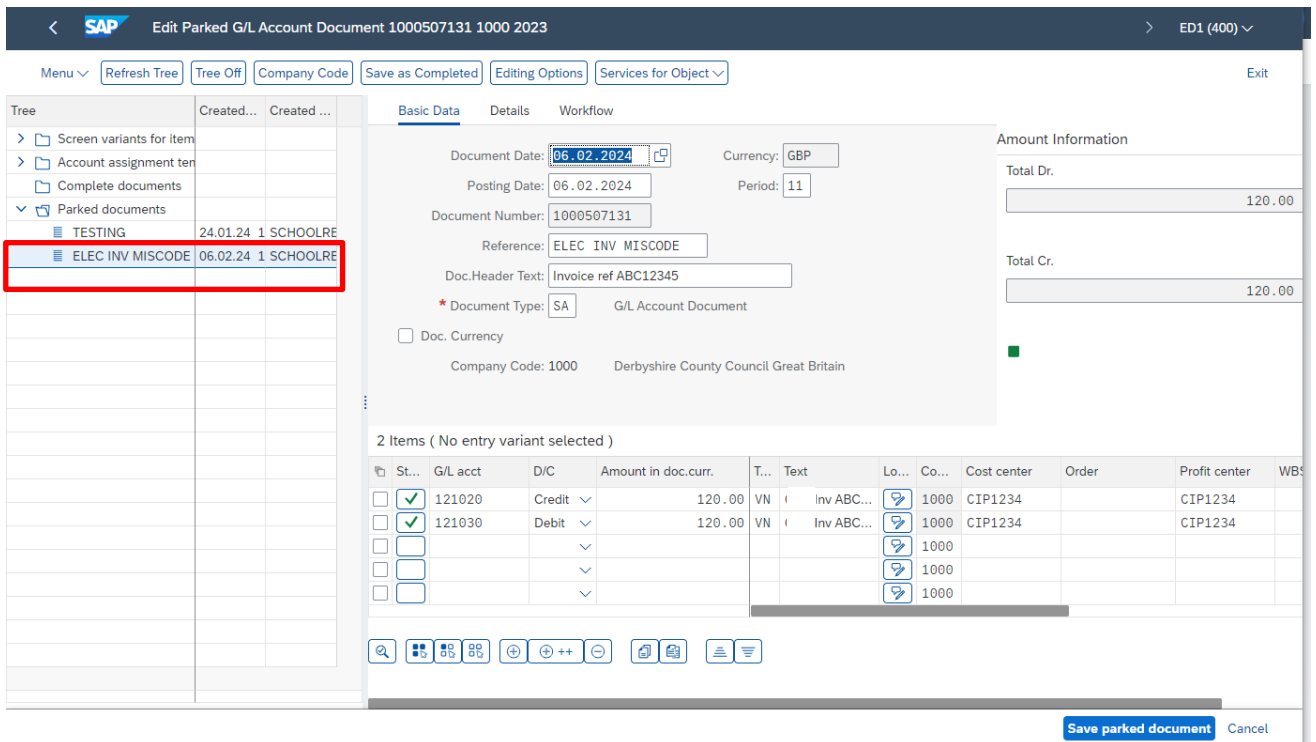 SAP Edit Parked G/L Account Document 1000507131 1000 2023 ED1 (400)
Menu Refresh Tree Tree Off Company Code Save as Completed Editing Options Services for Object Exit
Tree Created... Created ...
Screen variants for item
Account assignment ten
Complete documents
Parked documents
TESTING 24.01.24 1 SCHOOLRE
ELEC INV MISCODE 06.02.24 1 SCHOOLRE
Basic Data Details Workflow
Document Date: 06.02.2024 Currency: GBP
Posting Date: 06.02.2024 Period: 11
Document Number: 1000507131
Reference: ELEC INV MISCODE
Doc.Header Text: Invoice ref ABC12345
* Document Type: SA G/L Account Document
Doc. Currency
Company Code: 1000 Derbyshire County Council Great Britain
Amount Information
Total Dr.
120.00
Total Cr.
120.00
2 Items ( No entry variant selected )
St... G/L acct D/C Amount in doc.curr. T... Text Lo... Co... Cost center Order Profit center WBS
121020 Credit 120.00 VN Inv ABC... 1000 CIP1234 CIP1234
121030 Debit 120.00 VN Inv ABC... 1000 CIP1234 CIP1234
1000
1000
1000
++
Save parked document Cancel